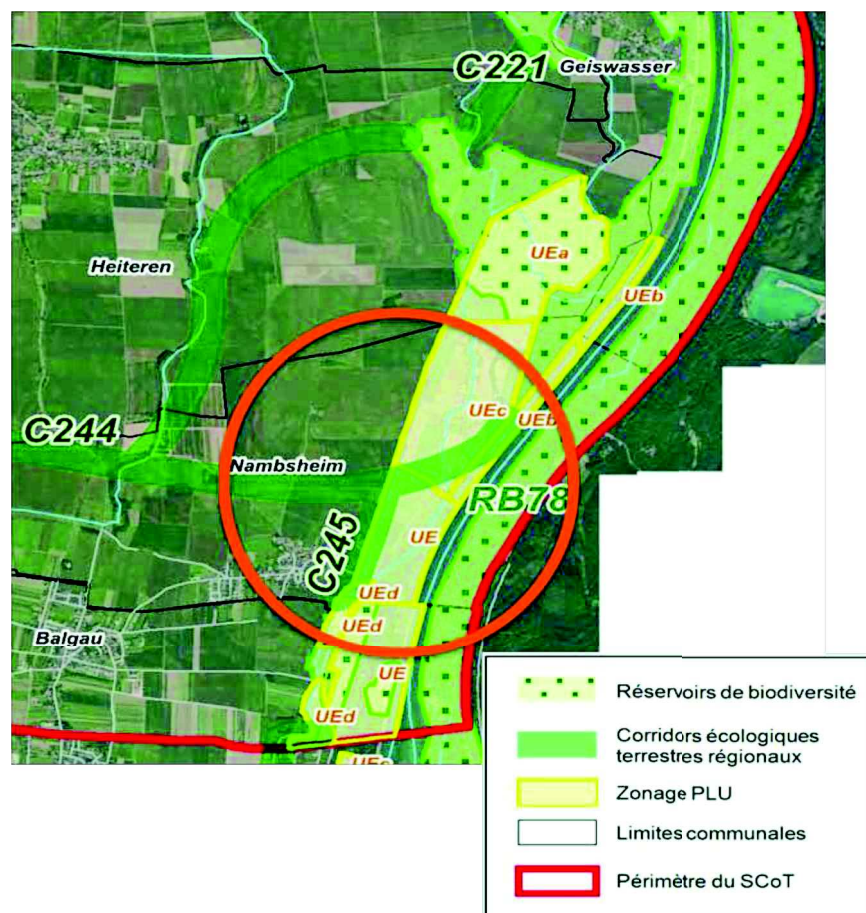 C221
Geiswasser
UEa
Heiteren
UEb
UEc
UEb
C244
Nambsheim
RB78
C245
UE
UEd
UEd
Balgau
UE
UEd
UEc
Réservoirs de biodiversité
Corridors écologiques
terrestres régionaux
Zonage PLU
Limites communales
Périmètre du SCoT